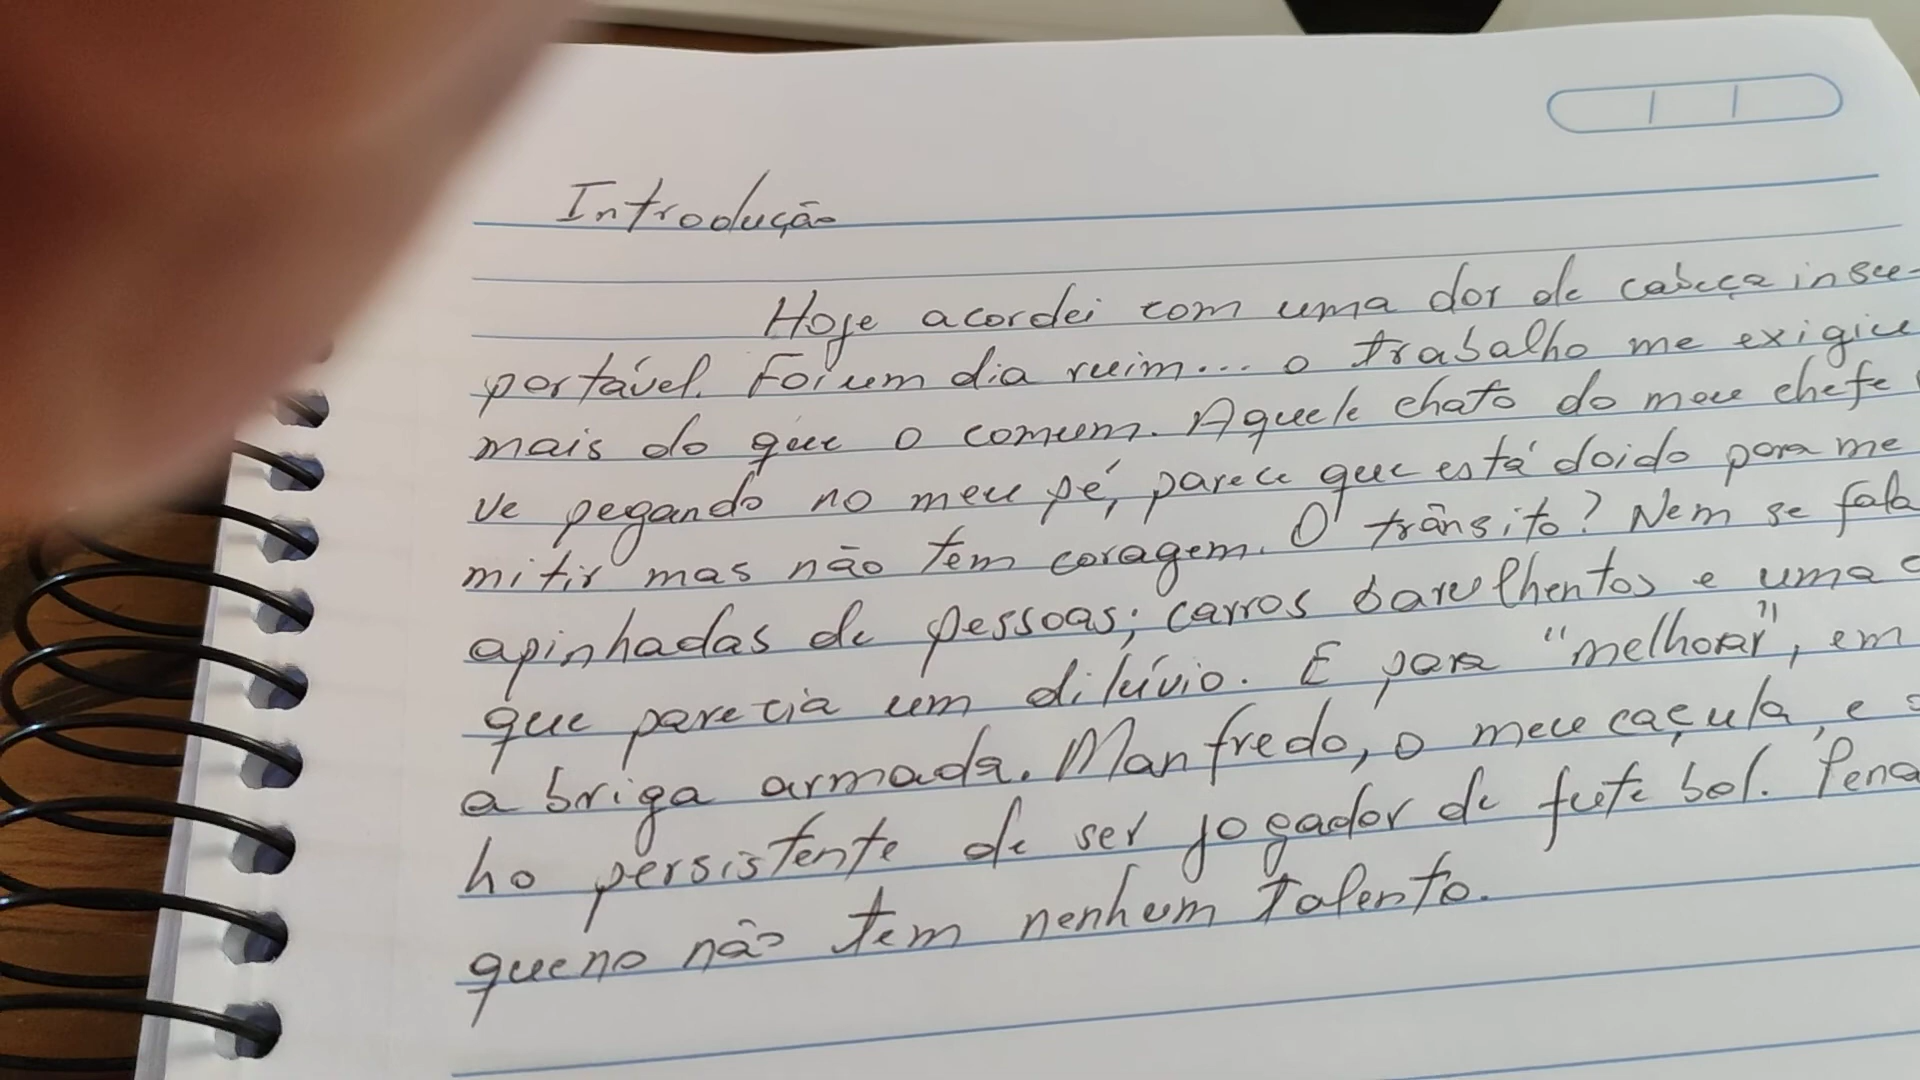 Introdução
Hoje acordei com uma dor de cabeça insu-
portável. Foi um dia ruim... o trabalho me exigiu
mais do que o comum. Aquele chato do meu chefe
ve pegando no meu pé, parece que está doido para me
mitir mas não tem coragem. O trânsito? Nem se fala
apinhadas de pessoas; carros barulhentos e uma
que parecia um dilúvio. E para "melhorar", em
a briga armada. Manfredo, o meu caçula, e
ho persistente de ser jogador de futebol. Pena
queno não tem nenhum talento.